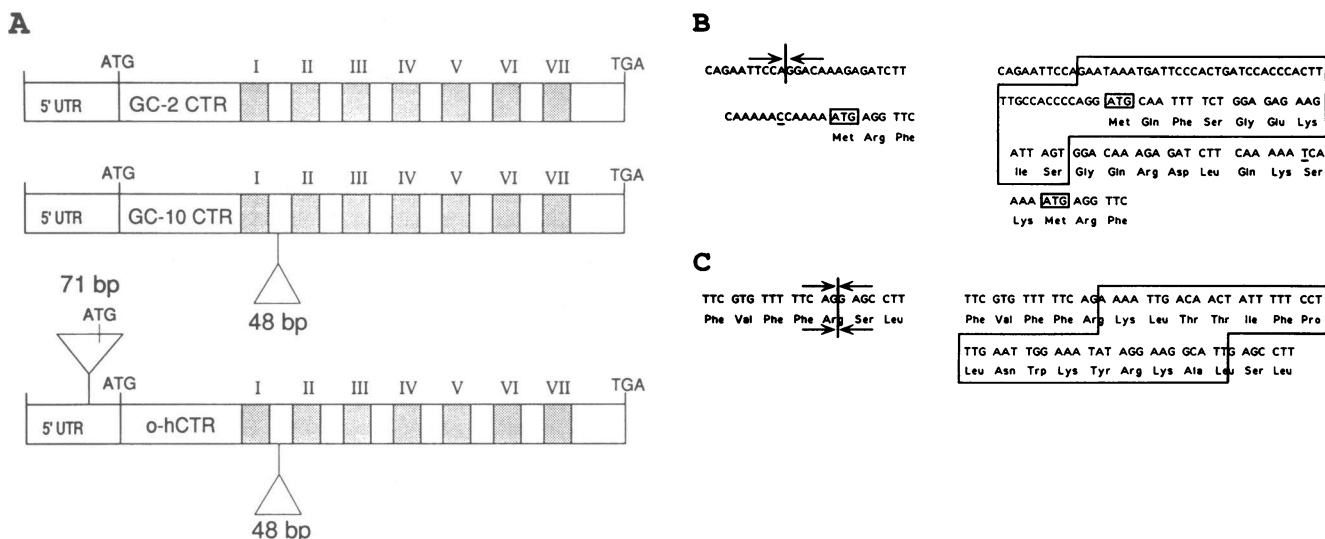 A
ATG I II III IV V VI VII TGA
5' UTR GC-2 CTR
ATG I II III IV V VI VII TGA
5' UTR GC-10 CTR
48 bp
71 bp
ATG
ATG I II III IV V VI VII TGA
5' UTR o-hCTR
48 bp
B
CAGAATTCCAGGACAAAGAGATCTT
CAAAAACCAAAA ATG AGG TTC
Met Arg Phe
CAGAATTCCAGAATAAATGATTCCCACTGATCCACCCACTT
TTGCCACCCCAGG ATG CAA TTT TCT GGA GAG AAG
Met Gln Phe Ser Gly Glu Lys
ATT AGT GGA CAA AGA GAT CTT CAA AAA TCA
Ile Ser Gly Gln Arg Asp Leu Gln Lys Ser
AAA ATG AGG TTC
Lys Met Arg Phe
C
TTC GTG TTT TTC AGG AGC CTT
Phe Val Phe Phe Arg Ser Leu
TTC GTG TTT TTC AGA AAA TTG ACA ACT ATT TTT CCT
Phe Val Phe Phe Arg Lys Leu Thr Thr Ile Phe Pro
TTG AAT TGG AAA TAT AGG AAG GCA TTG AGC CTT
Leu Asn Trp Lys Tyr Arg Lys Ala Leu Ser Leu